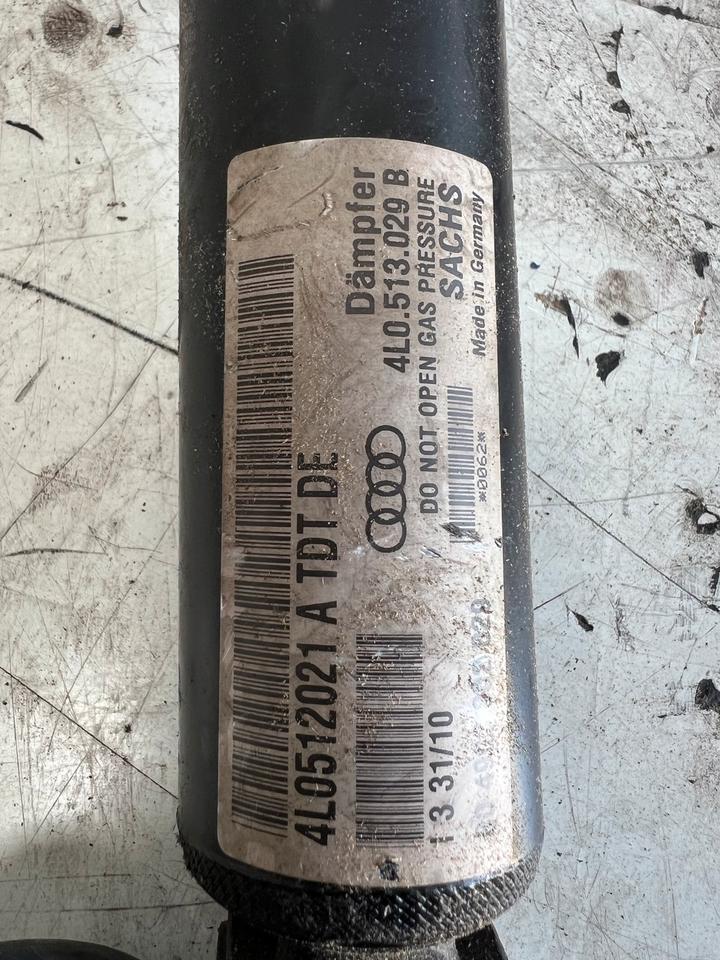 Dämpfer
4L0.513.029 B
DO NOT OPEN GAS PRESSURE
SACHS
Made in Germany
*0062*
4L0512021 A TDT DE
3 31/10